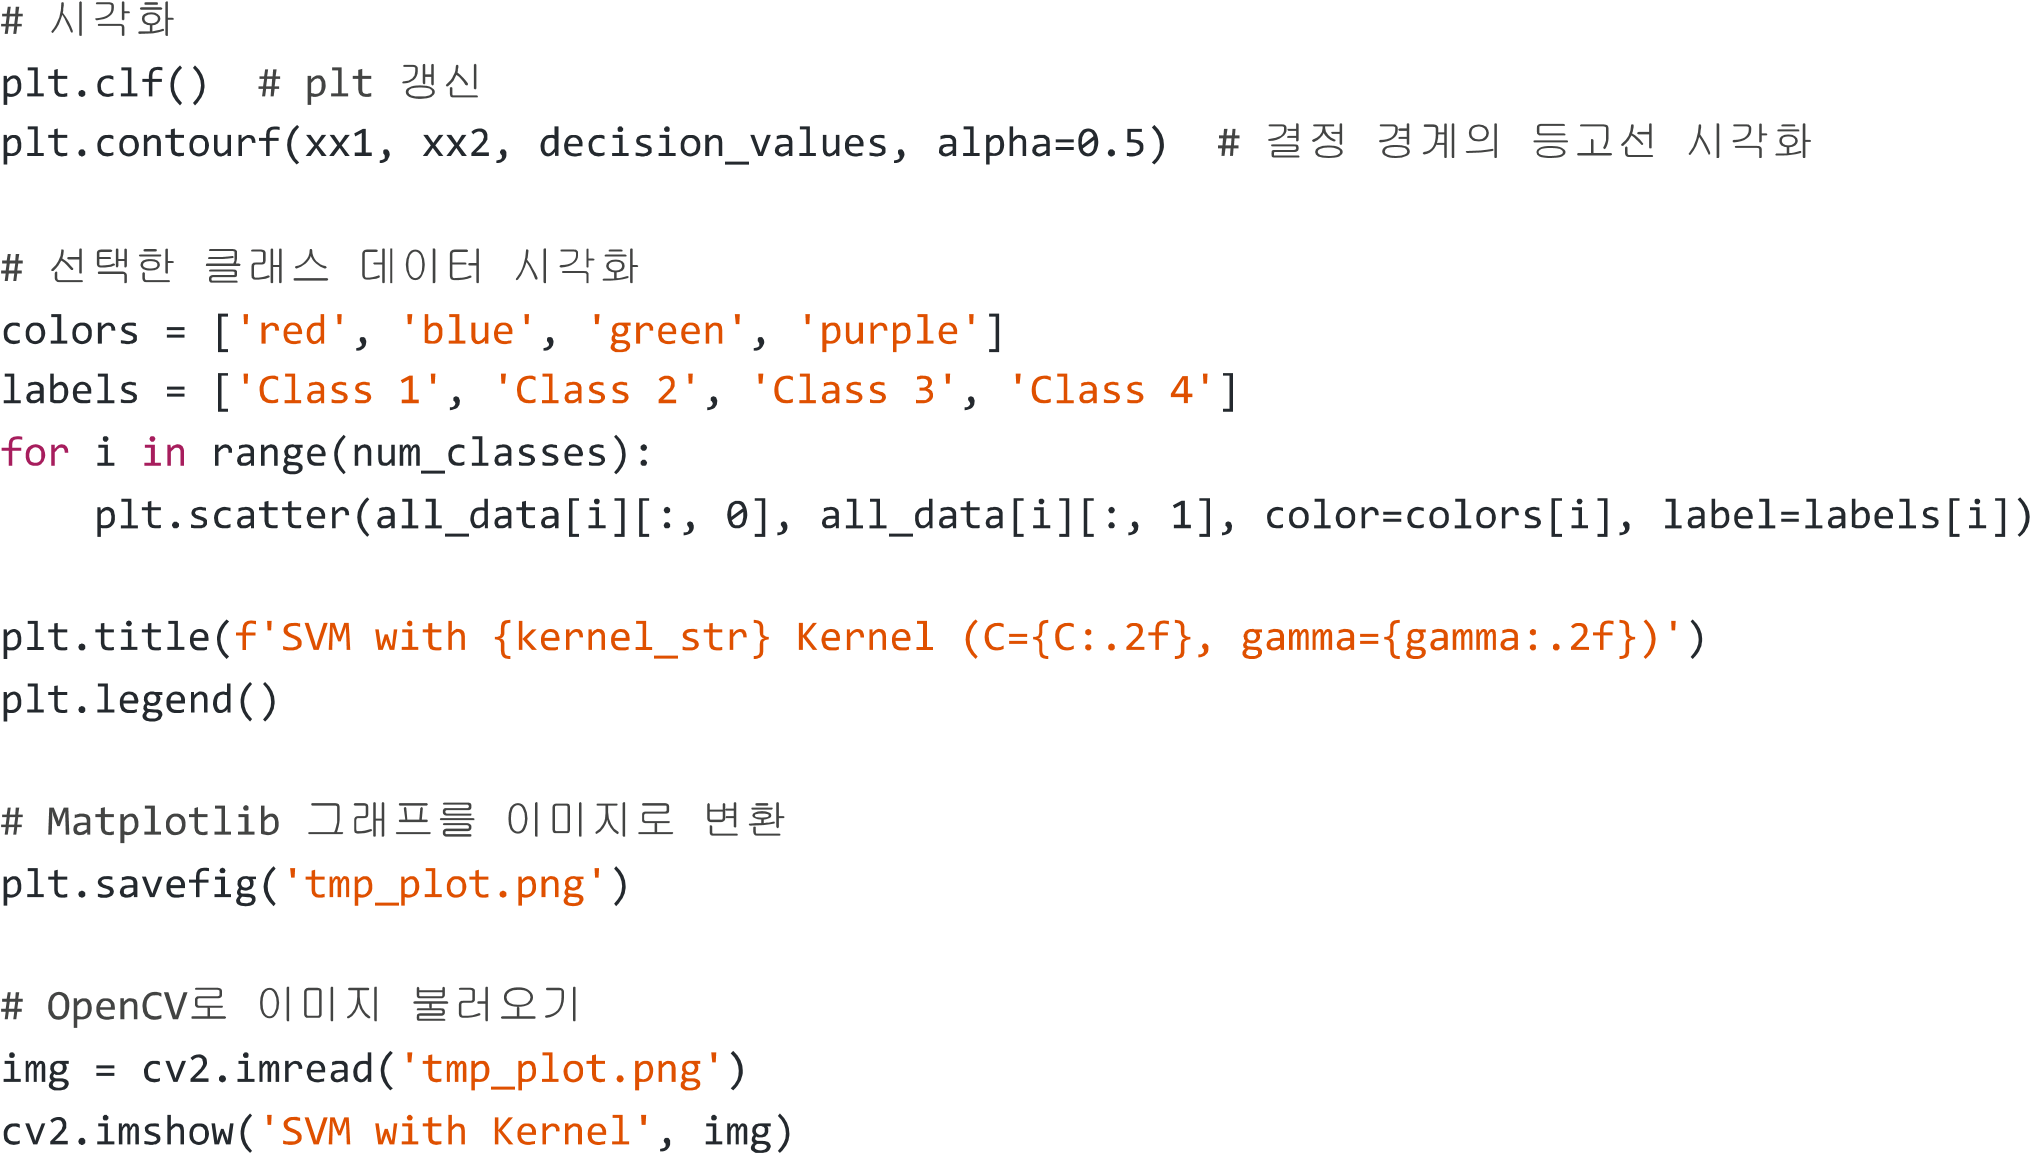 # 시각화
plt.clf()  # plt 갱신
plt.contourf(xx1, xx2, decision_values, alpha=0.5)  # 결정 경계의 등고선 시각화
# 선택한 클래스 데이터 시각화
colors = ['red', 'blue', 'green', 'purple']
labels = ['Class 1', 'Class 2', 'Class 3', 'Class 4']
for i in range(num_classes):
    plt.scatter(all_data[i][:, 0], all_data[i][:, 1], color=colors[i], label=labels[i])
plt.title(f'SVM with {kernel_str} Kernel (C={C:.2f}, gamma={gamma:.2f})')
plt.legend()
# Matplotlib 그래프를 이미지로 변환
plt.savefig('tmp_plot.png')
# OpenCV로 이미지 불러오기
img = cv2.imread('tmp_plot.png')
cv2.imshow('SVM with Kernel', img)